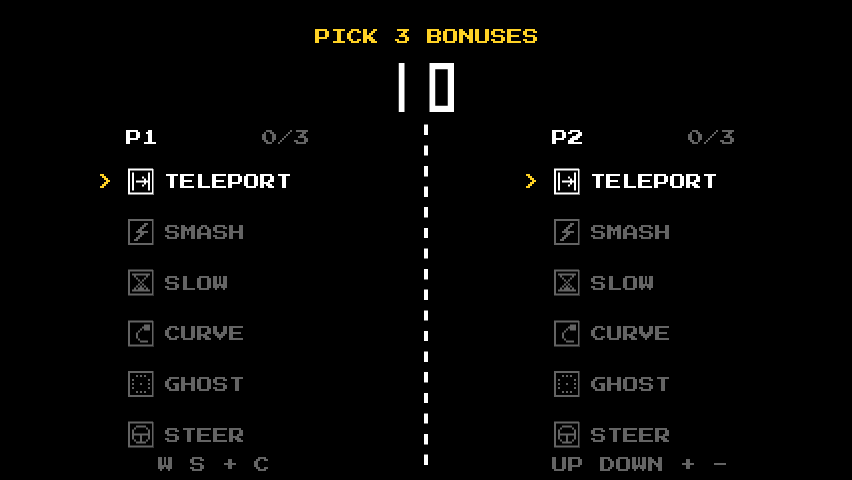 PICK 3 BONUSES
10
P1 0/3 P2 0/3
> TELEPORT > TELEPORT
SMASH SMASH
SLOW SLOW
CURVE CURVE
GHOST GHOST
STEER STEER
W S + C UP DOWN + -